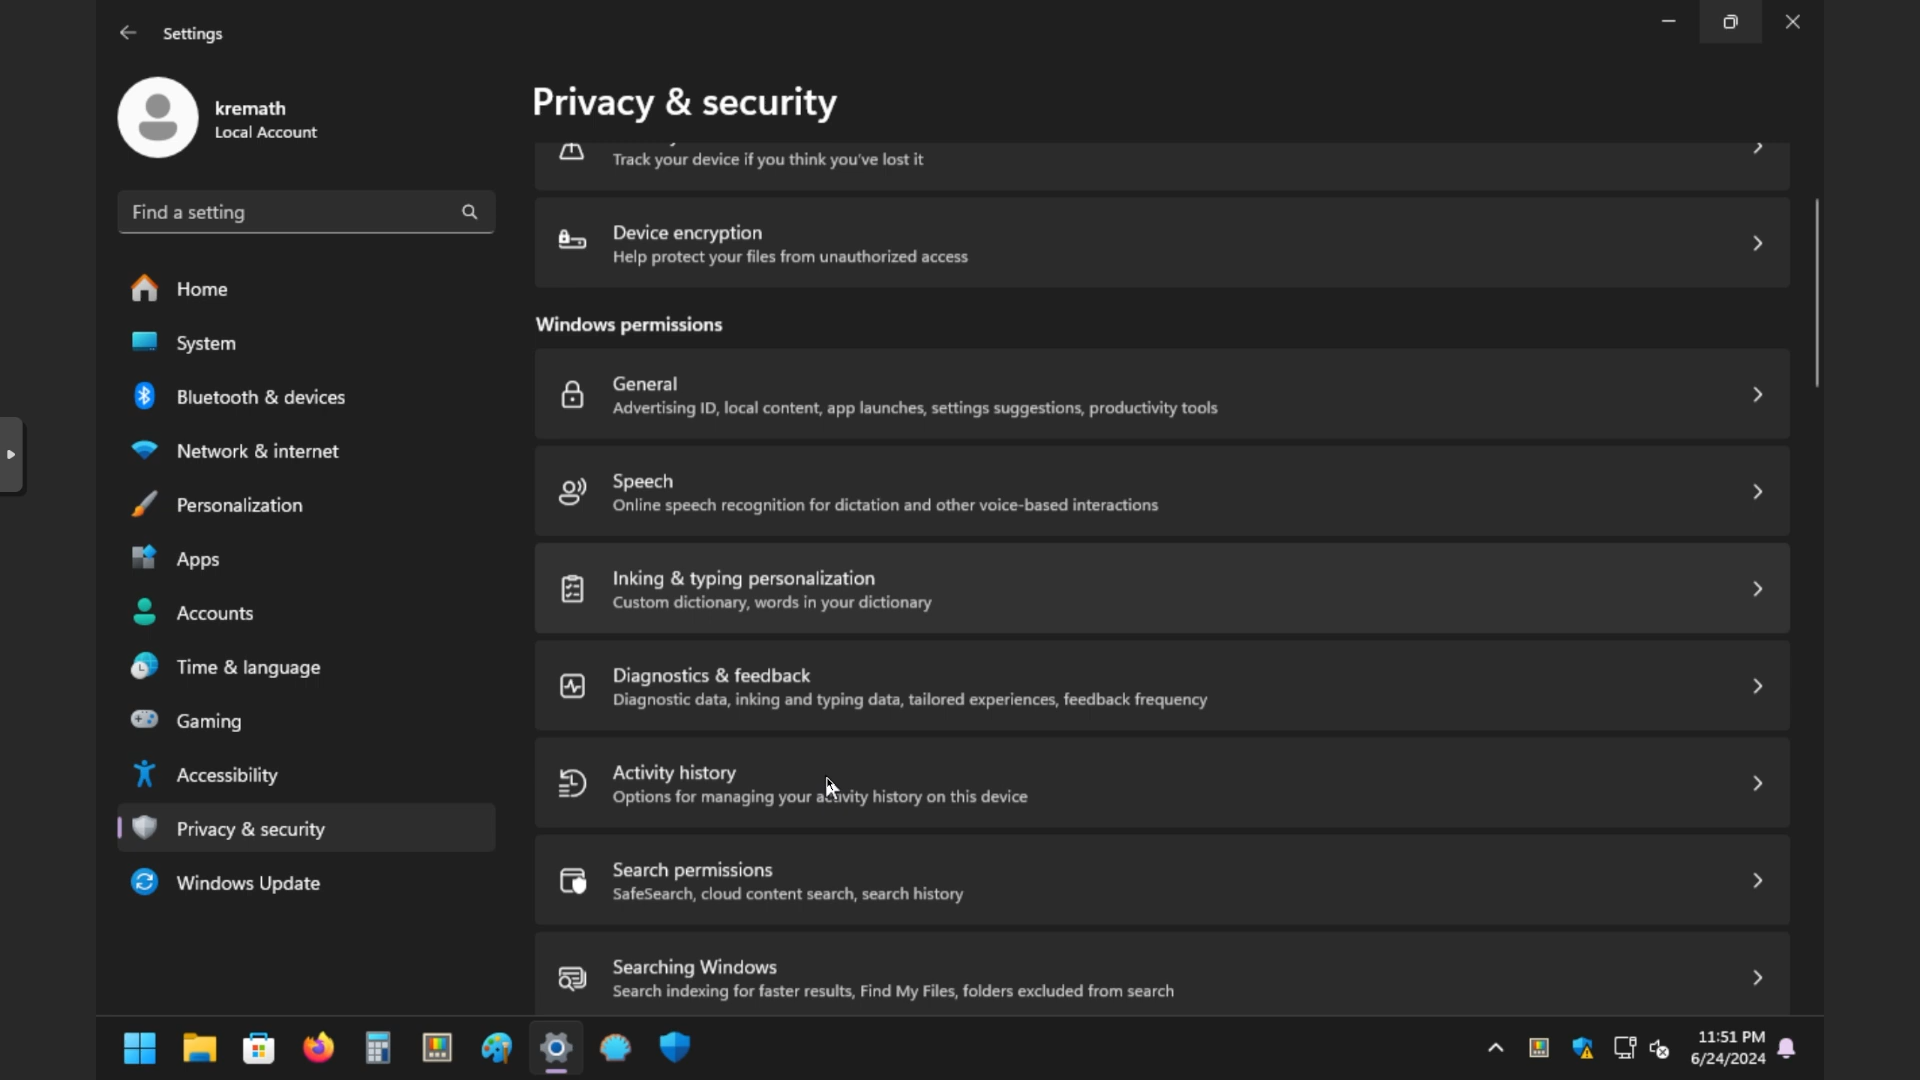 Settings
kremath
Local Account
Find a setting
Home
System
Bluetooth & devices
Network & internet
Personalization
Apps
Accounts
Time & language
Gaming
Accessibility
Privacy & security
Windows Update
Privacy & security
Track your device if you think you've lost it
Device encryption
Help protect your files from unauthorized access
Windows permissions
General
Advertising ID, local content, app launches, settings suggestions, productivity tools
Speech
Online speech recognition for dictation and other voice-based interactions
Inking & typing personalization
Custom dictionary, words in your dictionary
Diagnostics & feedback
Diagnostic data, inking and typing data, tailored experiences, feedback frequency
Activity history
Options for managing your activity history on this device
Search permissions
SafeSearch, cloud content search, search history
Searching Windows
Search indexing for faster results, Find My Files, folders excluded from search
11:51 PM
6/24/2024